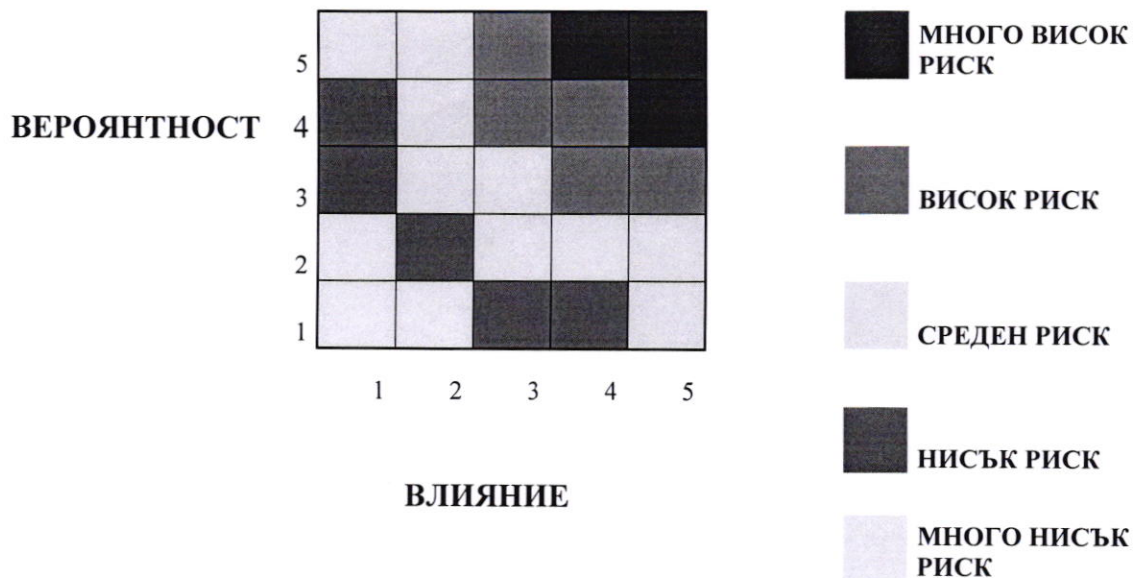 МНОГО ВИСОК
РИСК
5
ВЕРОЯНТНОСТ 4
3
ВИСОК РИСК
2
1
СРЕДЕН РИСК
1 2 3 4 5
НИСЪК РИСК
ВЛИЯНИЕ
МНОГО НИСЪК
РИСК